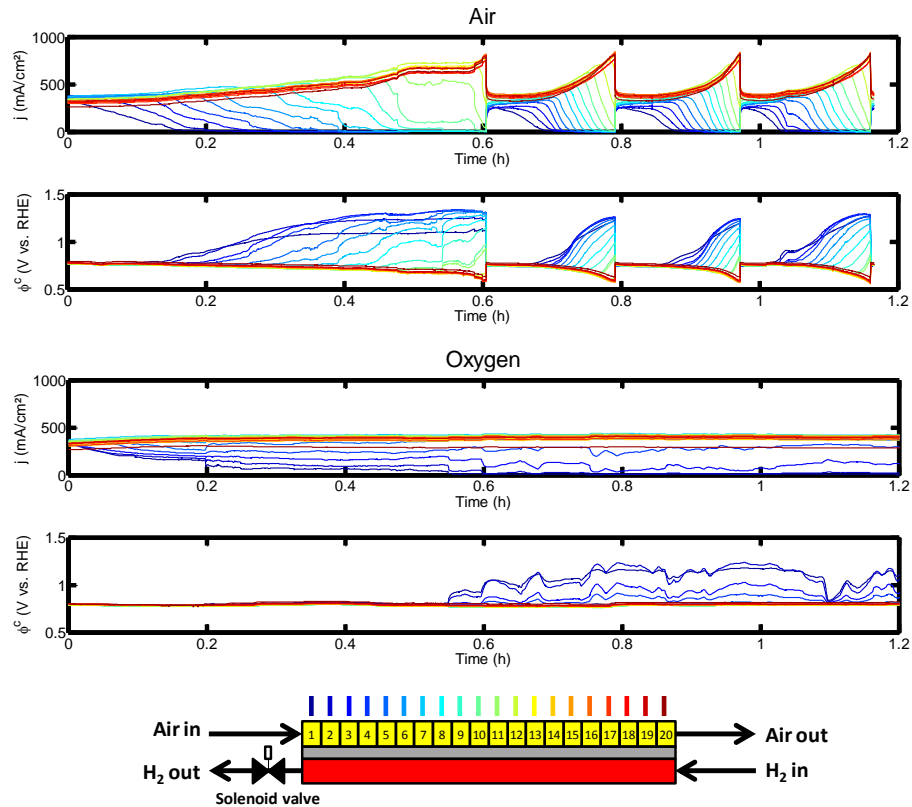 Air
1000
500
0
j (mA/cm²)
0 0.2 0.4 0.6 0.8 1 1.2
Time (h)
1.5
1
0.5
ϕᶜ (V vs. RHE)
0 0.2 0.4 0.6 0.8 1 1.2
Time (h)
Oxygen
1000
500
0
j (mA/cm²)
0 0.2 0.4 0.6 0.8 1 1.2
Time (h)
1.5
1
0.5
ϕᶜ (V vs. RHE)
0 0.2 0.4 0.6 0.8 1 1.2
Time (h)
Air in
1 2 3 4 5 6 7 8 9 10 11 12 13 14 15 16 17 18 19 20
Air out
H₂ out
H₂ in
Solenoid valve